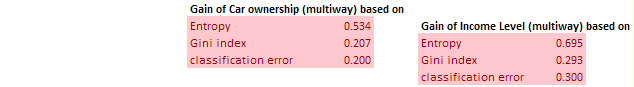 Gain of Car ownership (multiway) based on
Entropy 0.534
Gini index 0.207
classification error 0.200
Gain of Income Level (multiway) based on
Entropy 0.695
Gini index 0.293
classification error 0.300